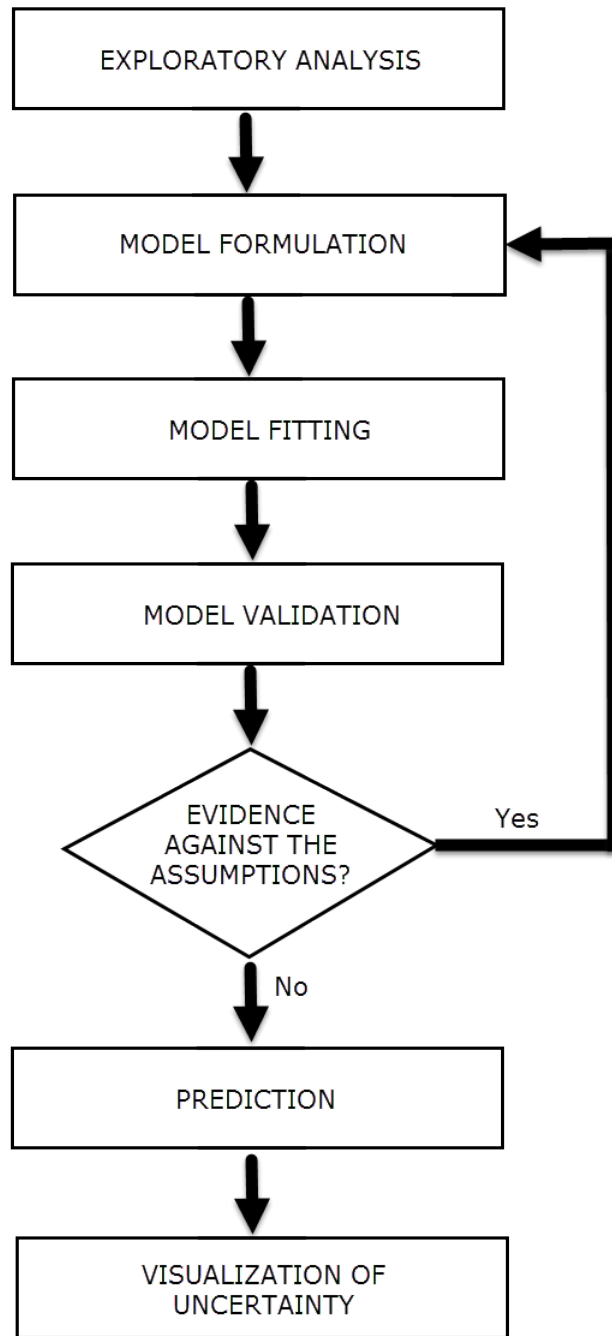 EXPLORATORY ANALYSIS
MODEL FORMULATION
MODEL FITTING
MODEL VALIDATION
EVIDENCE
AGAINST THE
ASSUMPTIONS?
Yes
No
PREDICTION
VISUALIZATION OF
UNCERTAINTY